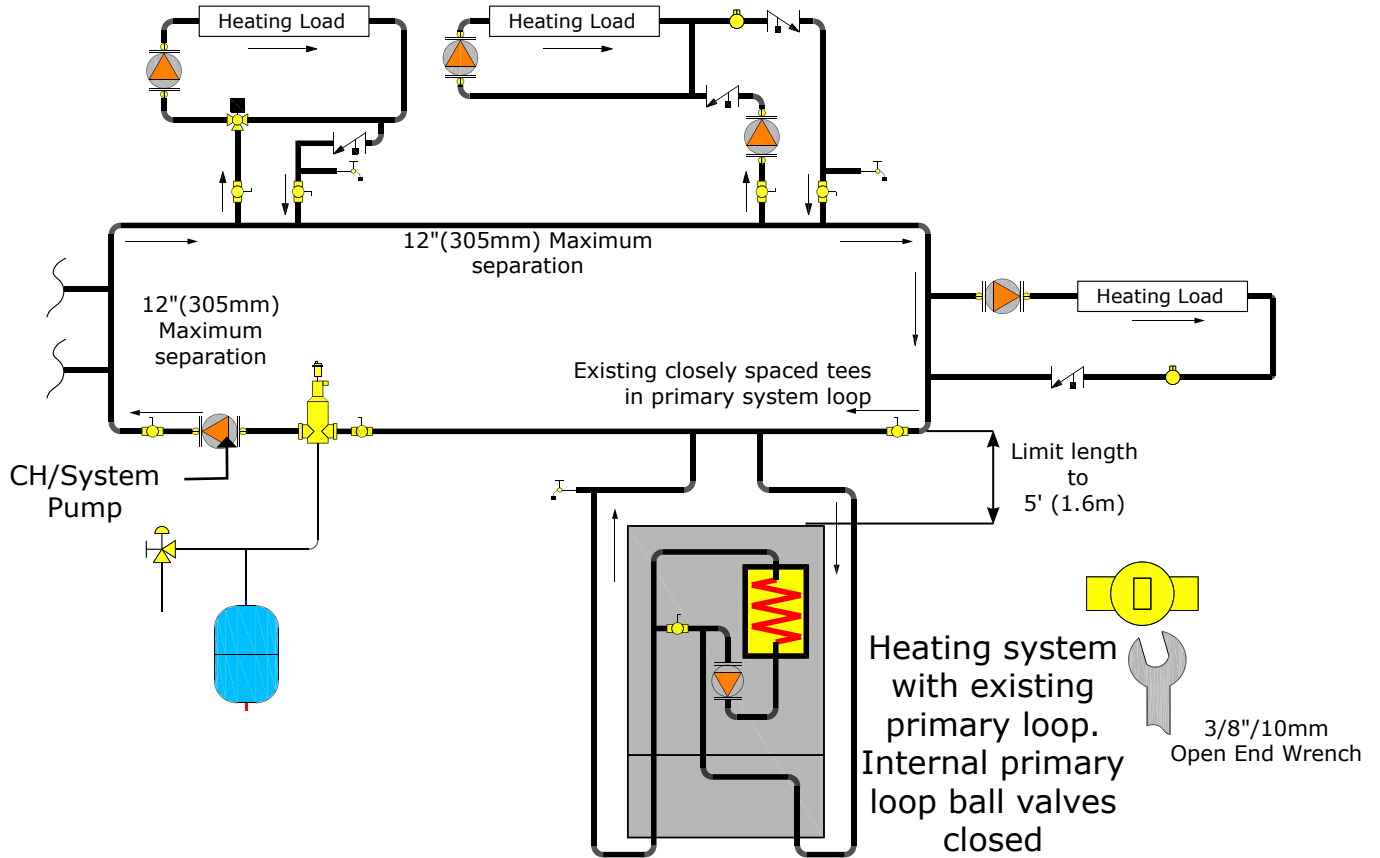 Heating Load
Heating Load
12"(305mm) Maximum
separation
12"(305mm)
Maximum
separation
Heating Load
Existing closely spaced tees
in primary system loop
CH/System
Pump
Limit length
to
5' (1.6m)
Heating system
with existing
primary loop.
Internal primary
loop ball valves
closed
3/8"/10mm
Open End Wrench